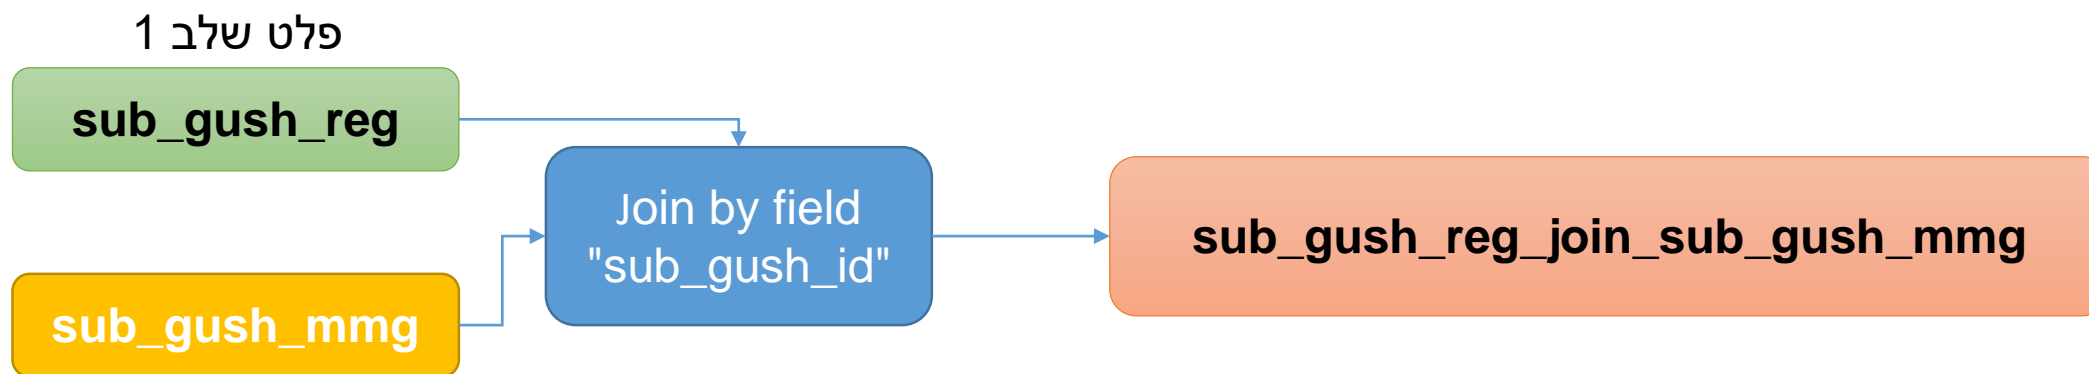 פלט שלב 1
sub_gush_reg
Join by field
"sub_gush_id"
sub_gush_reg_join_sub_gush_mmg
sub_gush_mmg